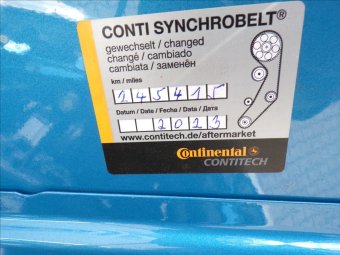 CONTI SYNCHROBELT®
gewechselt / changed
changé / cambiado
cambiata / заменён
km / miles
145415
Datum / Date / Fecha / Data / Дата
2023
www.contitech.de/aftermarket
Continental
CONTITECH